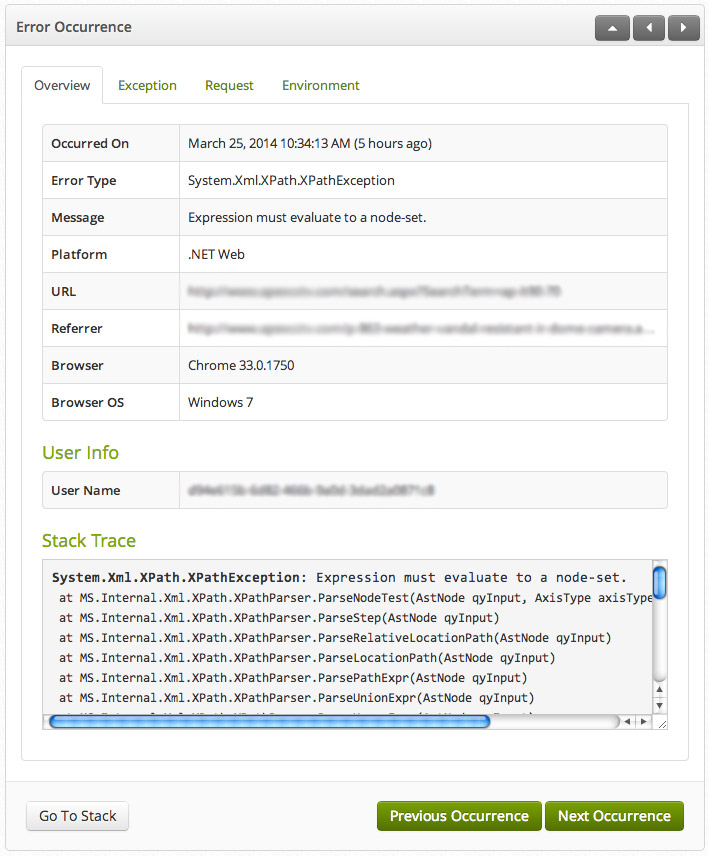 Error Occurrence
Overview Exception Request Environment
Occurred On March 25, 2014 10:34:13 AM (5 hours ago)
Error Type System.Xml.XPath.XPathException
Message Expression must evaluate to a node-set.
Platform .NET Web
URL
Referrer
Browser Chrome 33.0.1750
Browser OS Windows 7
User Info
User Name
Stack Trace
System.Xml.XPath.XPathException: Expression must evaluate to a node-set.
at MS.Internal.Xml.XPath.XPathParser.ParseNodeTest(AstNode qyInput, AxisType axisType
at MS.Internal.Xml.XPath.XPathParser.ParseStep(AstNode qyInput)
at MS.Internal.Xml.XPath.XPathParser.ParseRelativeLocationPath(AstNode qyInput)
at MS.Internal.Xml.XPath.XPathParser.ParseLocationPath(AstNode qyInput)
at MS.Internal.Xml.XPath.XPathParser.ParsePathExpr(AstNode qyInput)
at MS.Internal.Xml.XPath.XPathParser.ParseUnionExpr(AstNode qyInput)
Go To Stack Previous Occurrence Next Occurrence